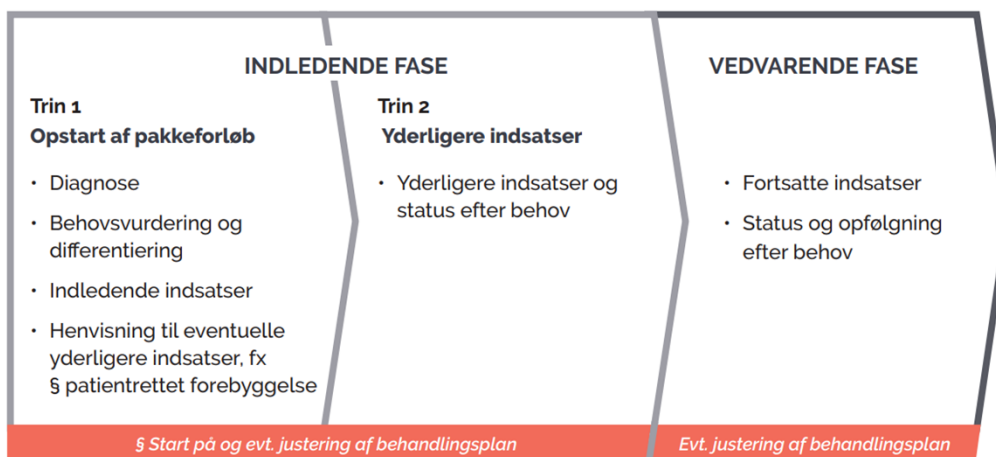 INDLEDENDE FASE
Trin 1
Opstart af pakkeforløb
• Diagnose
• Behovsvurdering og
differentiering
• Indledende indsatser
• Henvisning til eventuelle
yderligere indsatser, fx
§ patientrettet forebyggelse
Trin 2
Yderligere indsatser
• Yderligere indsatser og
status efter behov
VEDVARENDE FASE
• Fortsatte indsatser
• Status og opfølgning
efter behov
§ Start på og evt. justering af behandlingsplan
Evt. justering af behandlingsplan